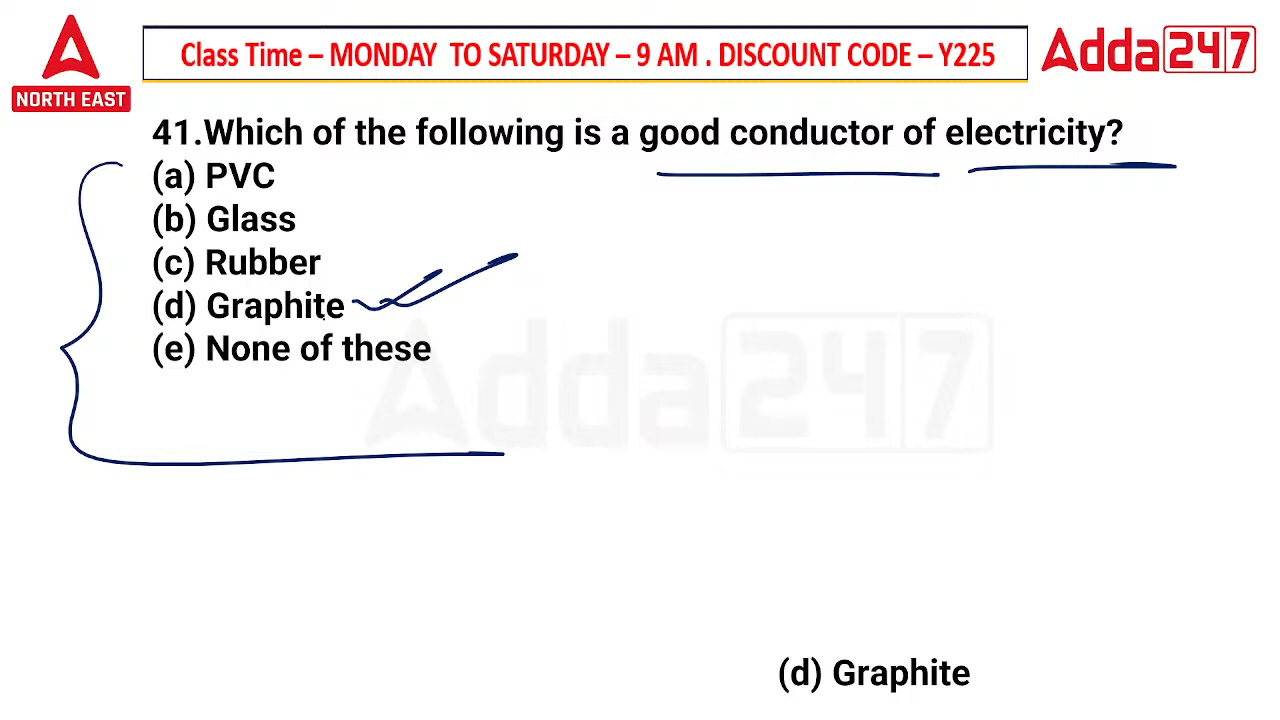 Class Time – MONDAY TO SATURDAY – 9 AM . DISCOUNT CODE – Y225
Adda247
NORTH EAST
41.Which of the following is a good conductor of electricity?
(a) PVC
(b) Glass
(c) Rubber
(d) Graphite
(e) None of these
Adda247
(d) Graphite